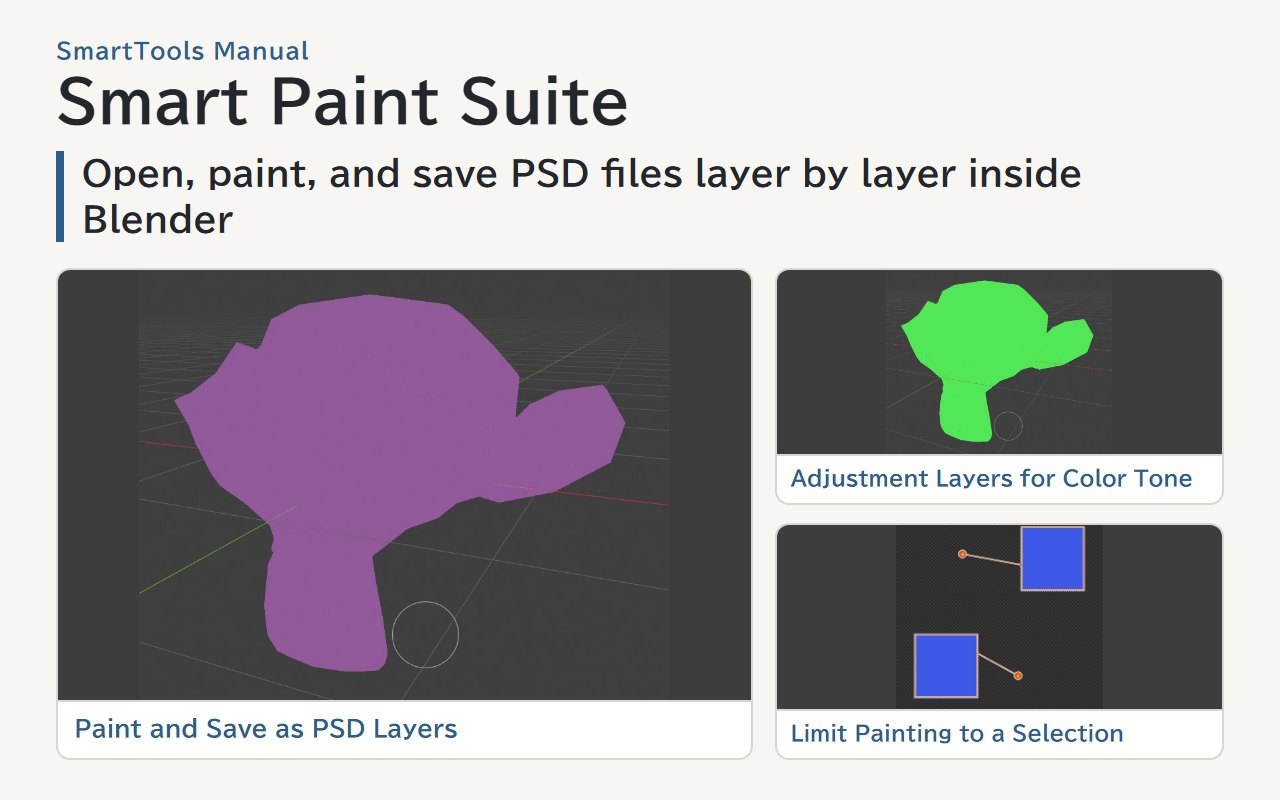 SmartTools Manual
Smart Paint Suite
Open, paint, and save PSD files layer by layer inside
Blender
Paint and Save as PSD Layers
Adjustment Layers for Color Tone
Limit Painting to a Selection